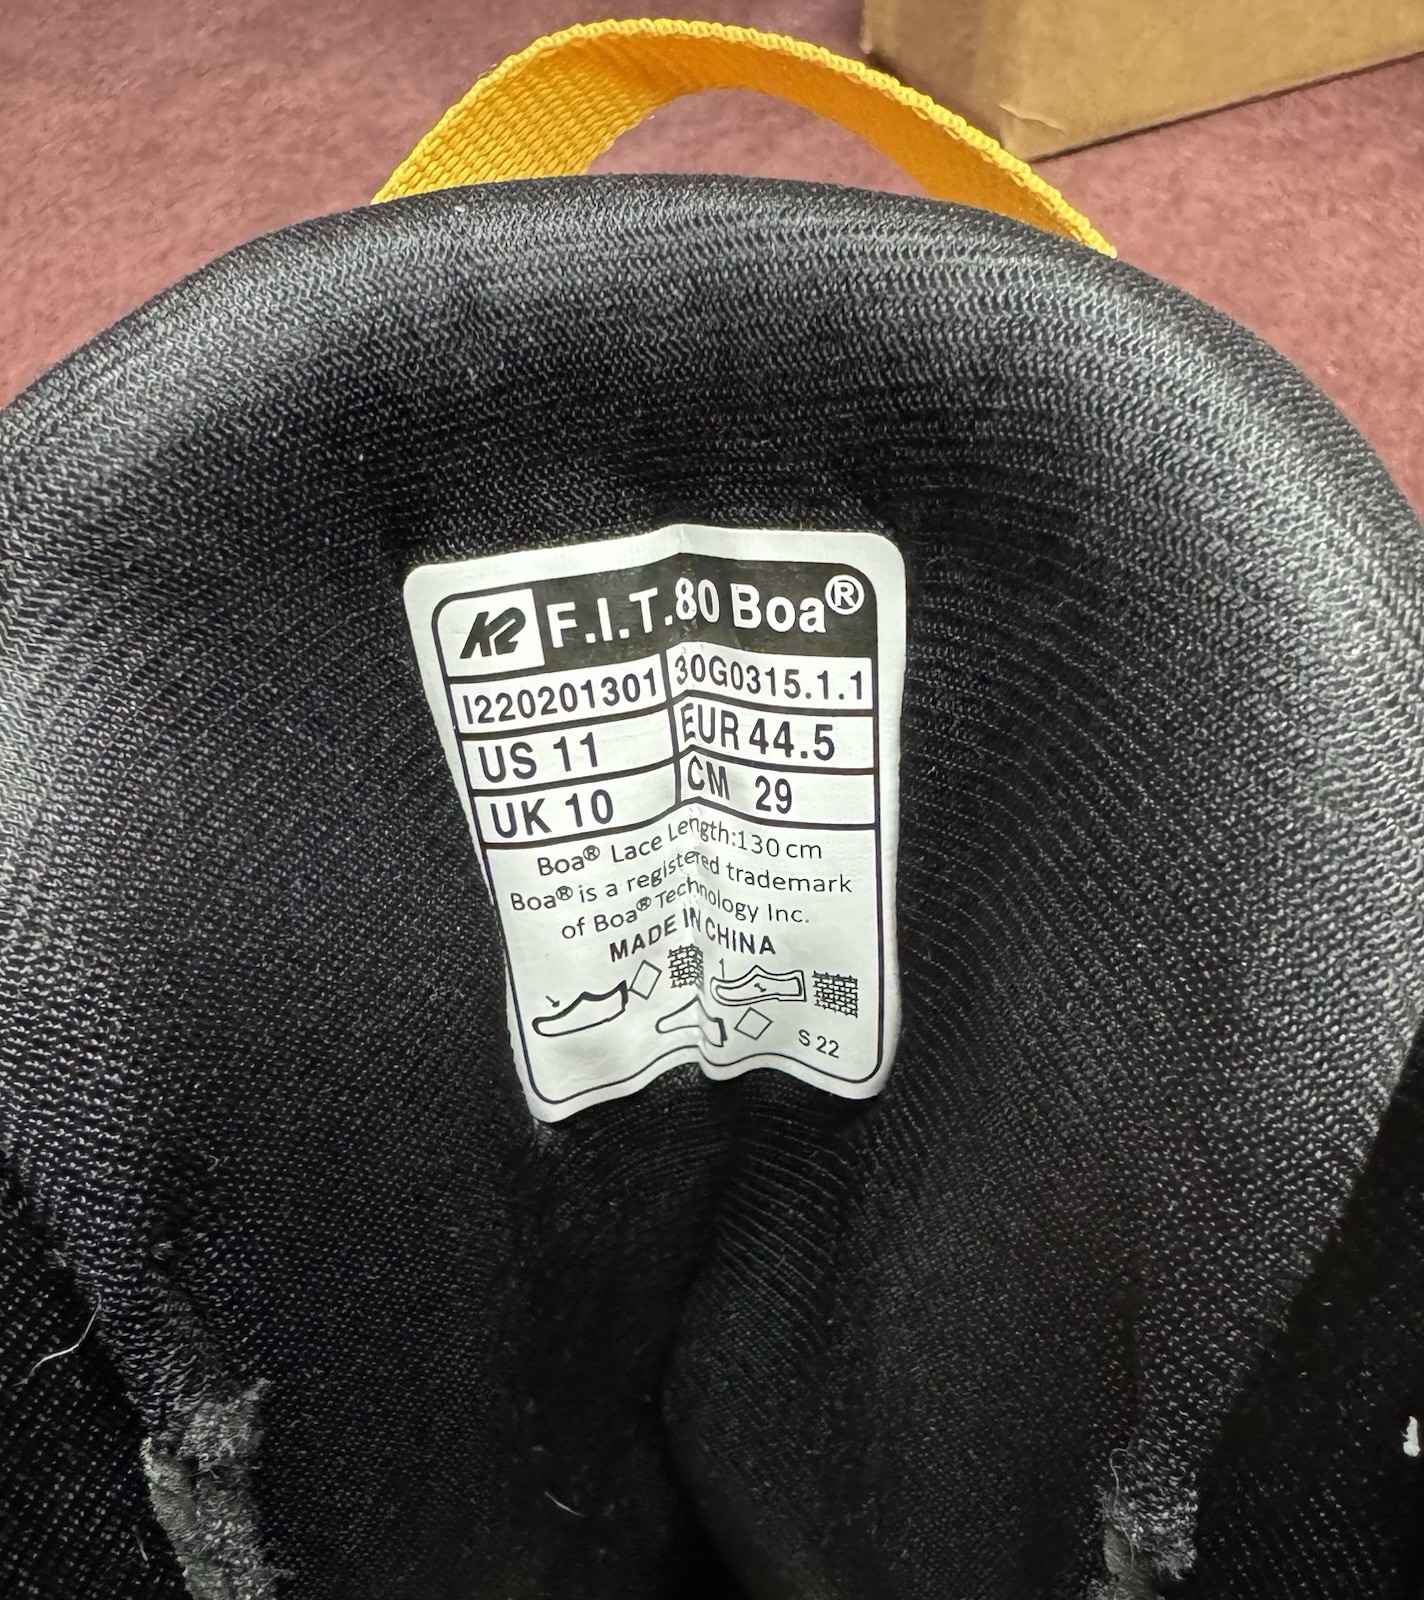 K2 F.I.T. 80 Boa®
I220201301 30G0315.1.1
US 11 EUR 44.5
UK 10 CM 29
Boa® Lace Length:130 cm
Boa® is a registered trademark
of Boa® Technology Inc.
MADE IN CHINA
S 22